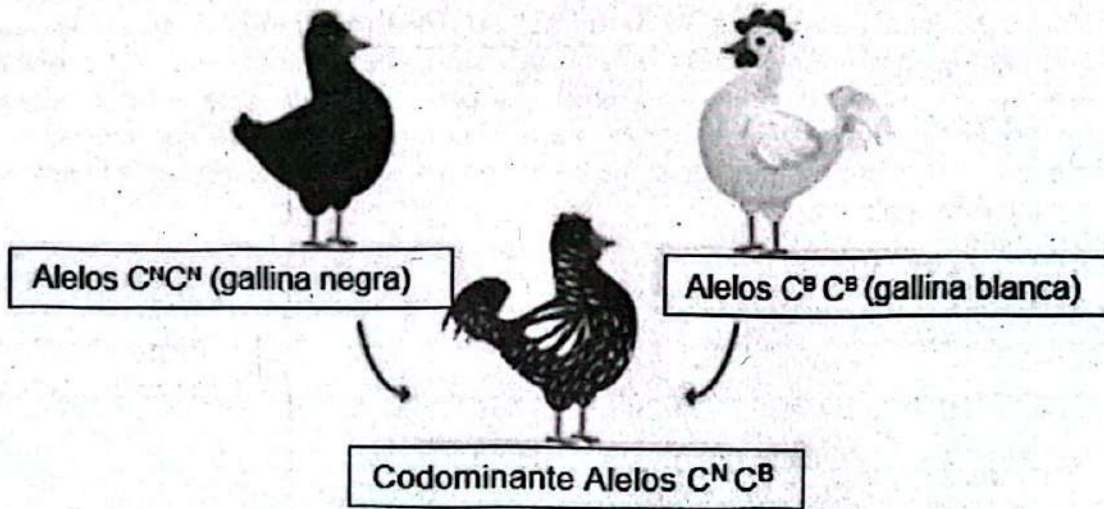 Alelos CᴺCᴺ (gallina negra)
Alelos Cᴮ Cᴮ (gallina blanca)
Codominante Alelos Cᴺ Cᴮ